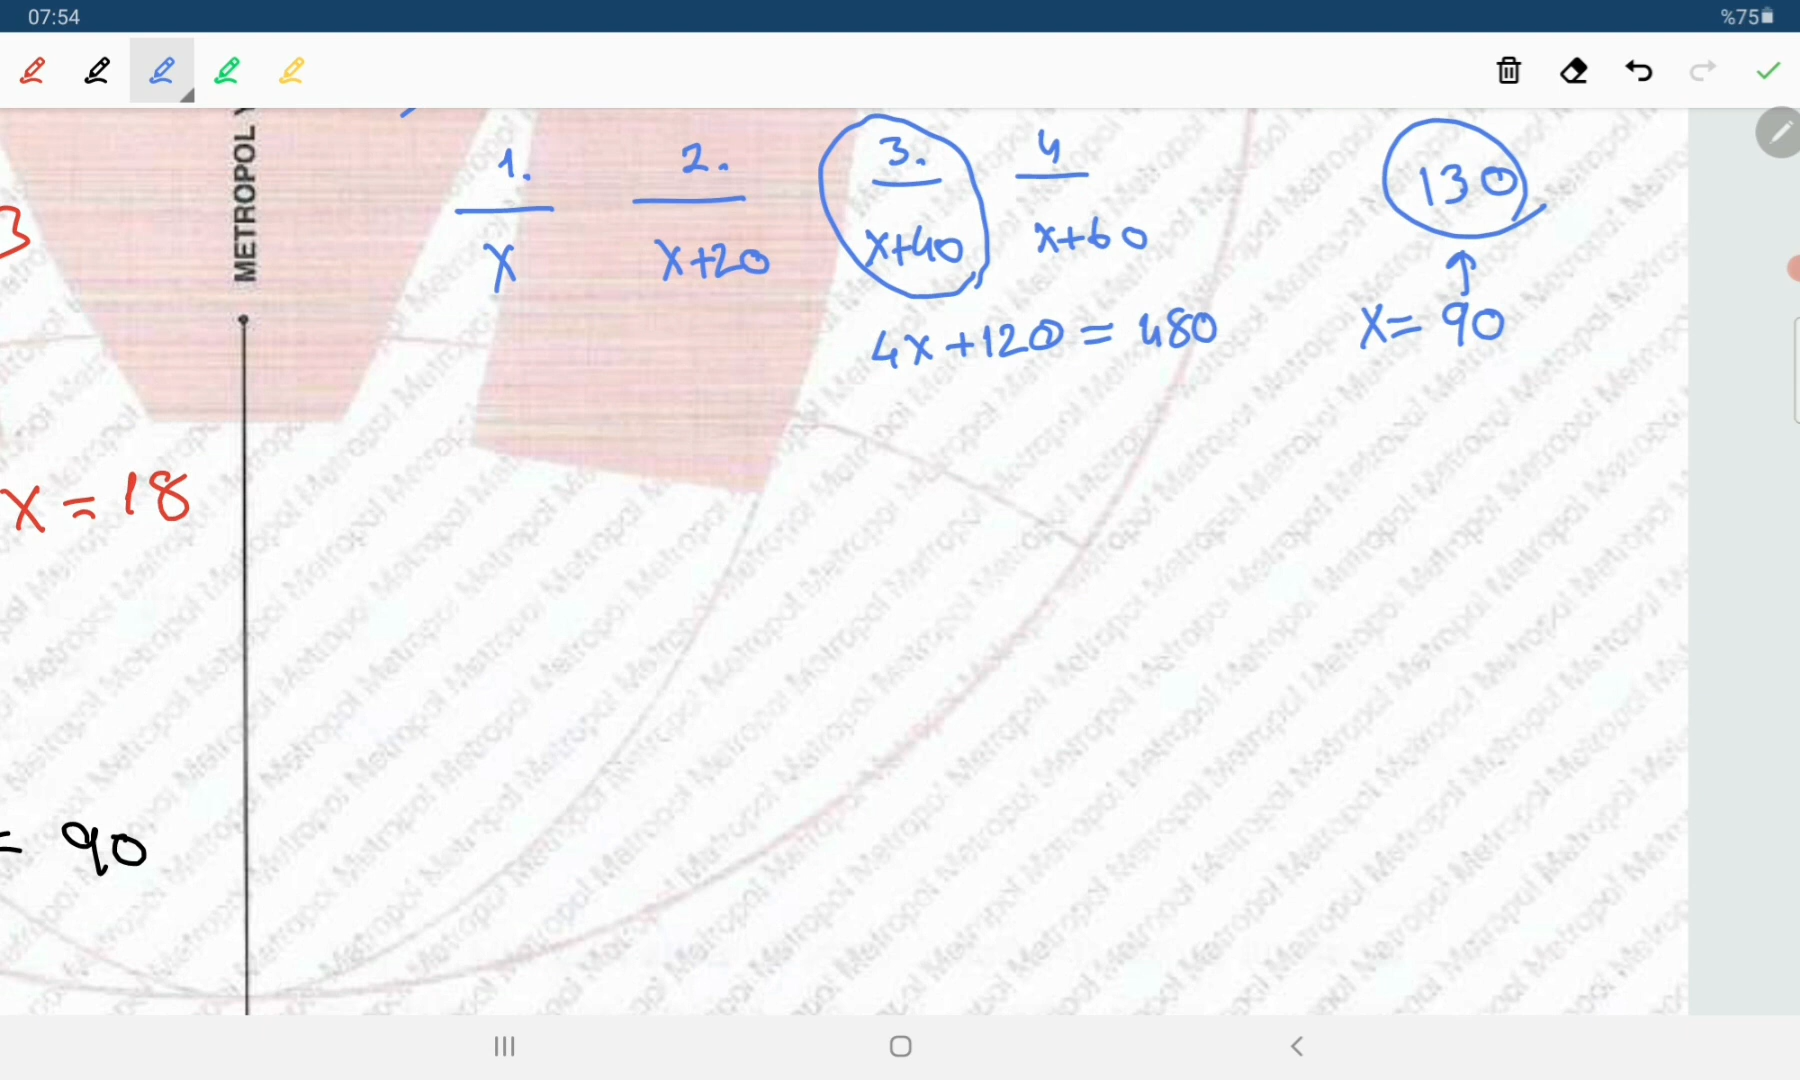 07:54
%75
METROPOL
1. 2. 3. 4 130
x x+20 x+40 x+60
4x+120=480 x=90
3
x=18
= 90